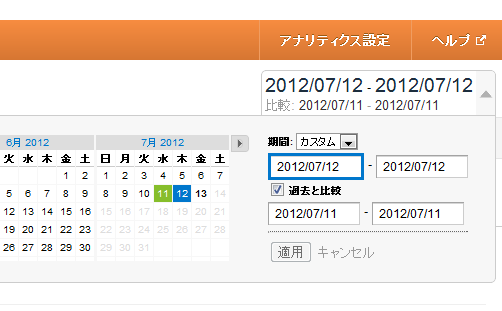 アナリティクス設定 ヘルプ
2012/07/12 - 2012/07/12
比較: 2012/07/11 - 2012/07/11
6月 2012 7月 2012
火 水 木 金 土 日 月 火 水 木 金 土
1 2 1 2 3 4 5 6 7
5 6 7 8 9 8 9 10 11 12 13 14
12 13 14 15 16 15 16 17 18 19 20 21
19 20 21 22 23 22 23 24 25 26 27 28
26 27 28 29 30 29 30 31
期間: カスタム
2012/07/12 - 2012/07/12
過去と比較
2012/07/11 - 2012/07/11
適用 キャンセル